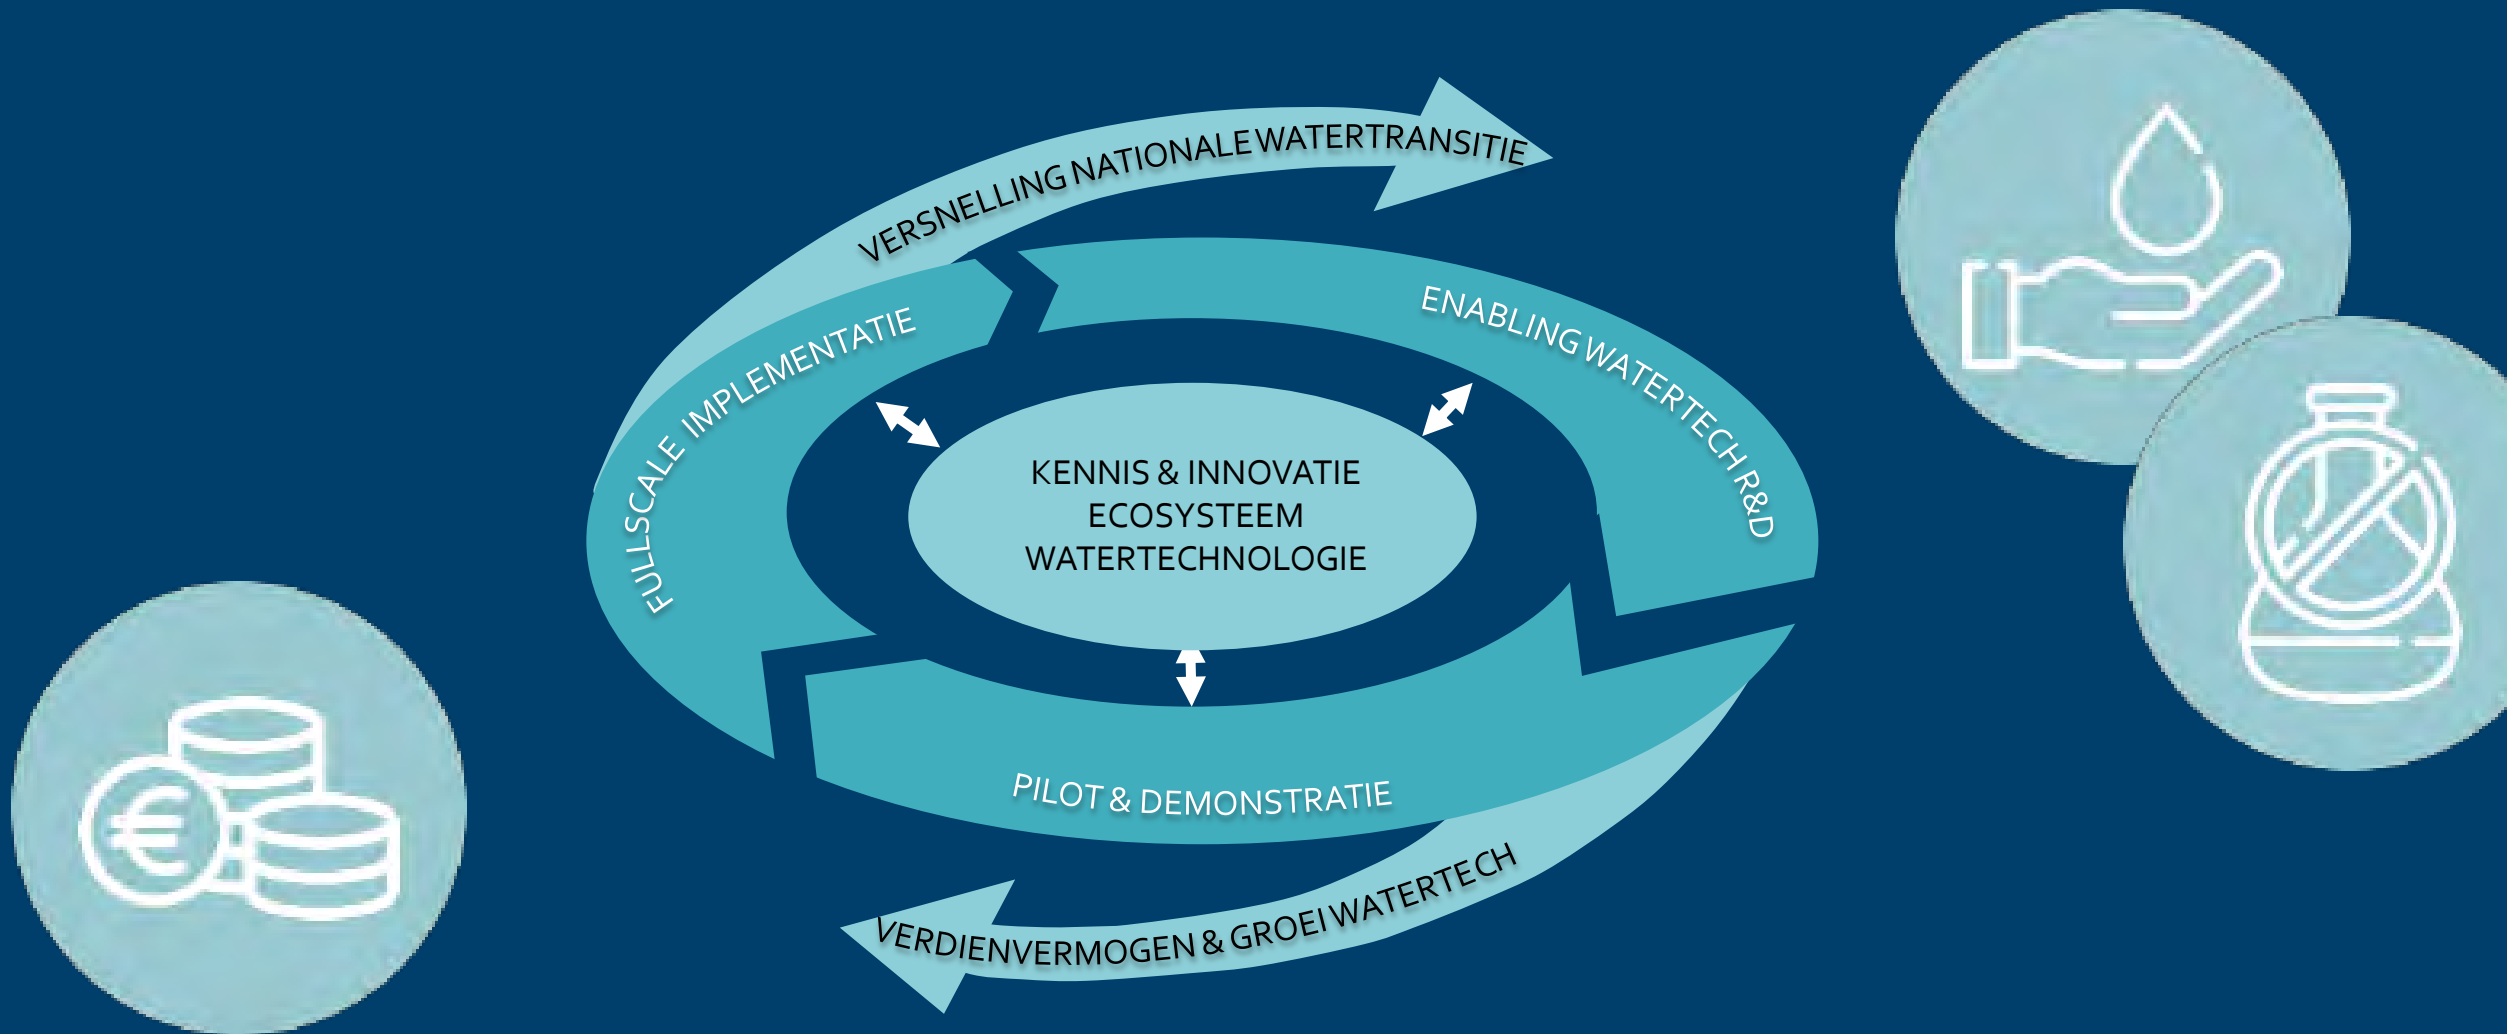 VERSNELLING NATIONALE WATERTRANSITIE
FULLSCALE IMPLEMENTATIE
ENABLING WATERTECH R&D
KENNIS & INNOVATIE
ECOSYSTEEM
WATERTECHNOLOGIE
PILOT & DEMONSTRATIE
VERDIENVERMOGEN & GROEI WATERTECH
€